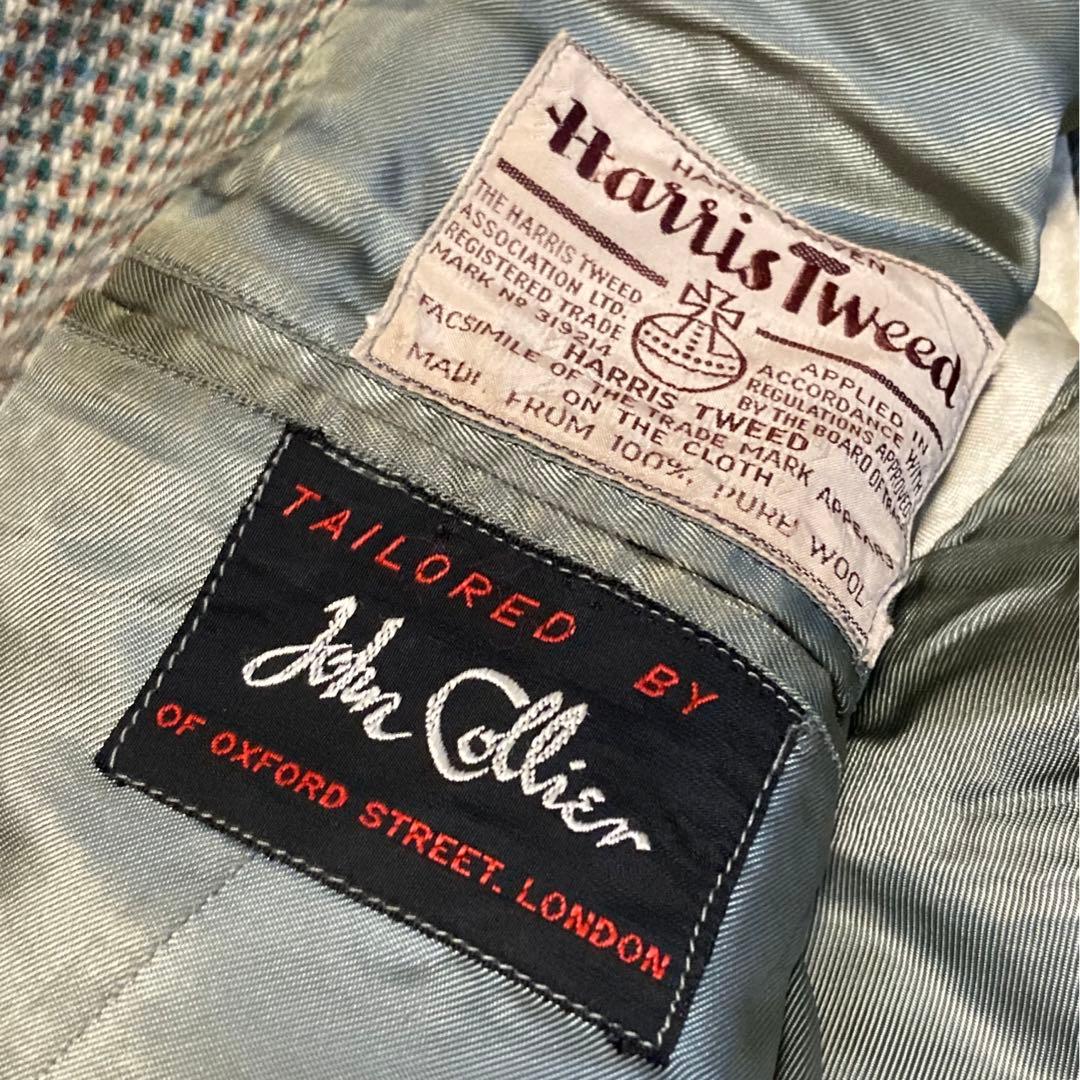 Harris Tweed
THE HARRIS TWEED
ASSOCIATION LTD.
REGISTERED TRADE
MARK Nº 319214
APPLIED IN
ACCORDANCE WITH
REGULATIONS APPROVED
BY THE BOARD OF TRADE
HARRIS TWEED
FACSIMILE OF THE TRADE MARK APPEARS
ON THE CLOTH
MADE FROM 100% PURE WOOL
TAILORED BY
John Collier
OF OXFORD STREET. LONDON